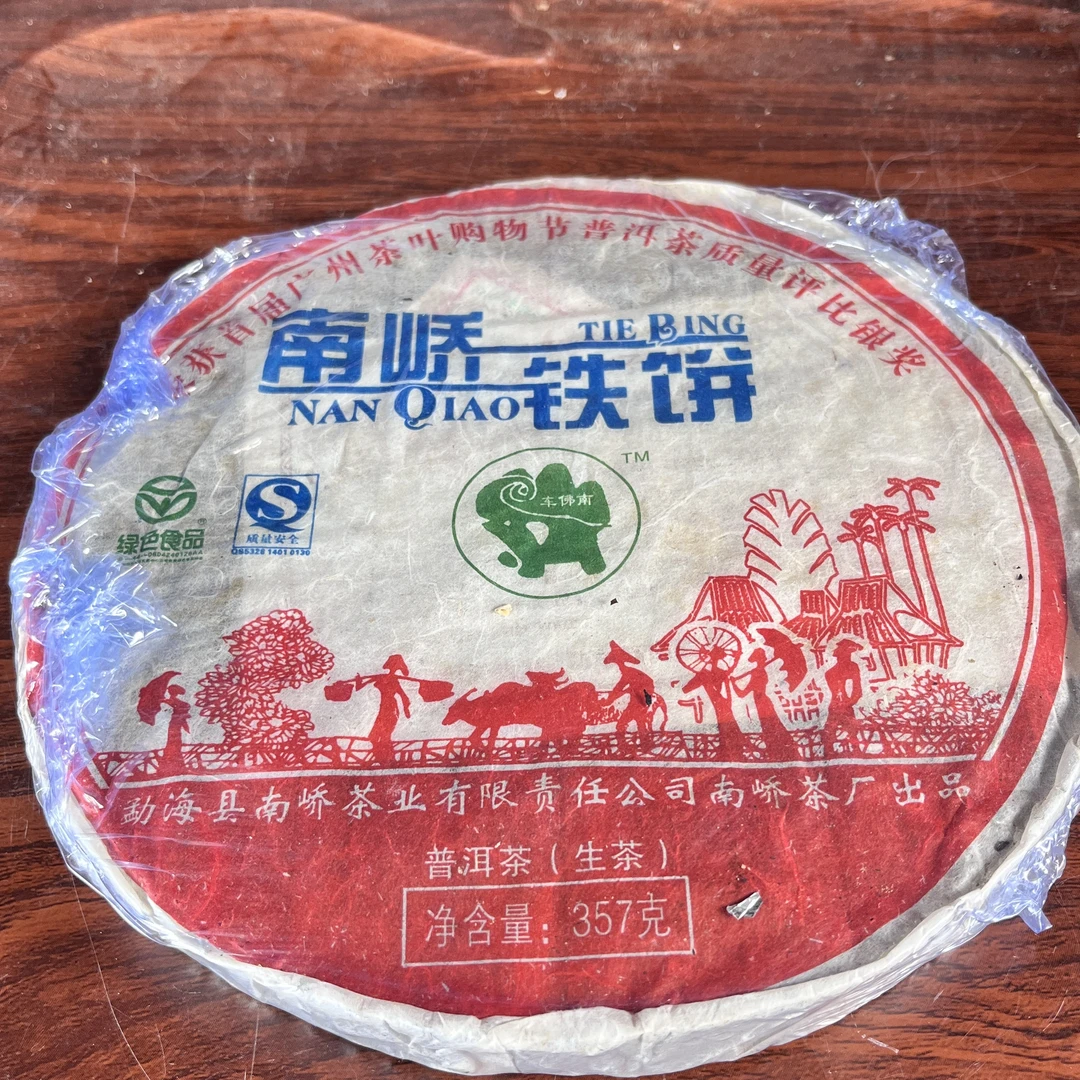 获首届广州茶叶购物节普洱茶质量评比银奖
南峤
TIE BING
NAN QIAO
铁饼
TM
车佛南
绿色食品
质量安全
QS5328 1401 0130
勐海县南峤茶业有限责任公司南峤茶厂出品
普洱茶(生茶)
净含量:357克